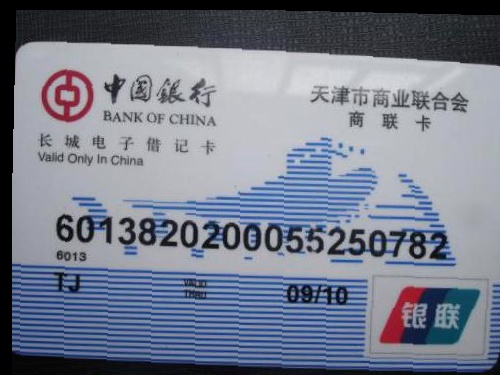 中国银行
BANK OF CHINA
天津市商业联合会
商联卡
长城电子借记卡
Valid Only In China
6013820200055250782
6013
TJ
VALID
THRU
09/10
银联